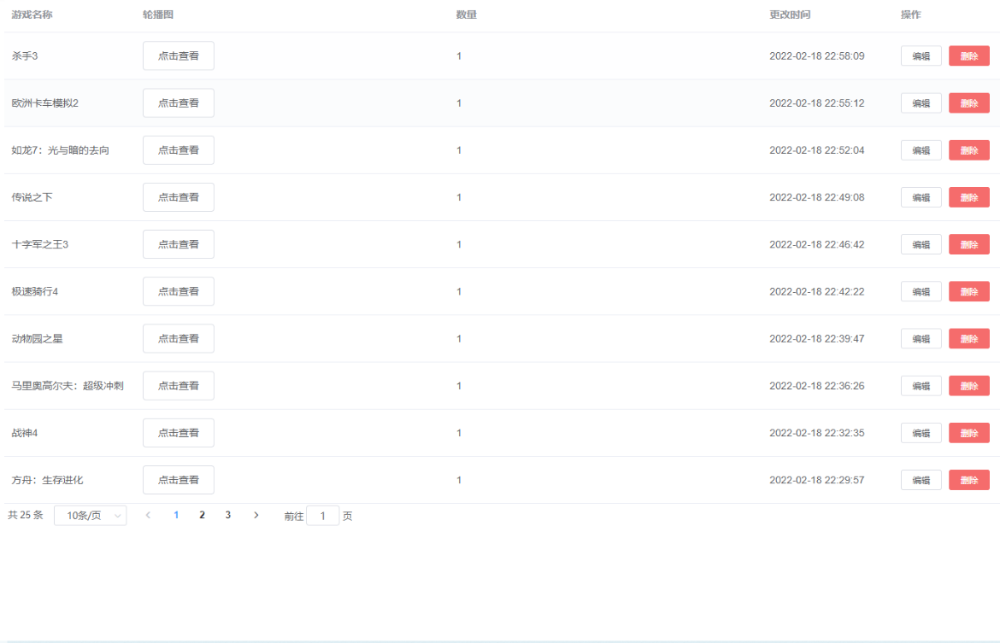 游戏名称 轮播图 数量 更改时间 操作
杀手3 点击查看 1 2022-02-18 22:58:09 编辑 删除
欧洲卡车模拟2 点击查看 1 2022-02-18 22:55:12 编辑 删除
如龙7：光与暗的去向 点击查看 1 2022-02-18 22:52:04 编辑 删除
传说之下 点击查看 1 2022-02-18 22:49:08 编辑 删除
十字军之王3 点击查看 1 2022-02-18 22:46:42 编辑 删除
极速骑行4 点击查看 1 2022-02-18 22:42:22 编辑 删除
动物园之星 点击查看 1 2022-02-18 22:39:47 编辑 删除
马里奥高尔夫：超级冲刺 点击查看 1 2022-02-18 22:36:26 编辑 删除
战神4 点击查看 1 2022-02-18 22:32:35 编辑 删除
方舟：生存进化 点击查看 1 2022-02-18 22:29:57 编辑 删除
共 25 条 10条/页 1 2 3 前往 1 页